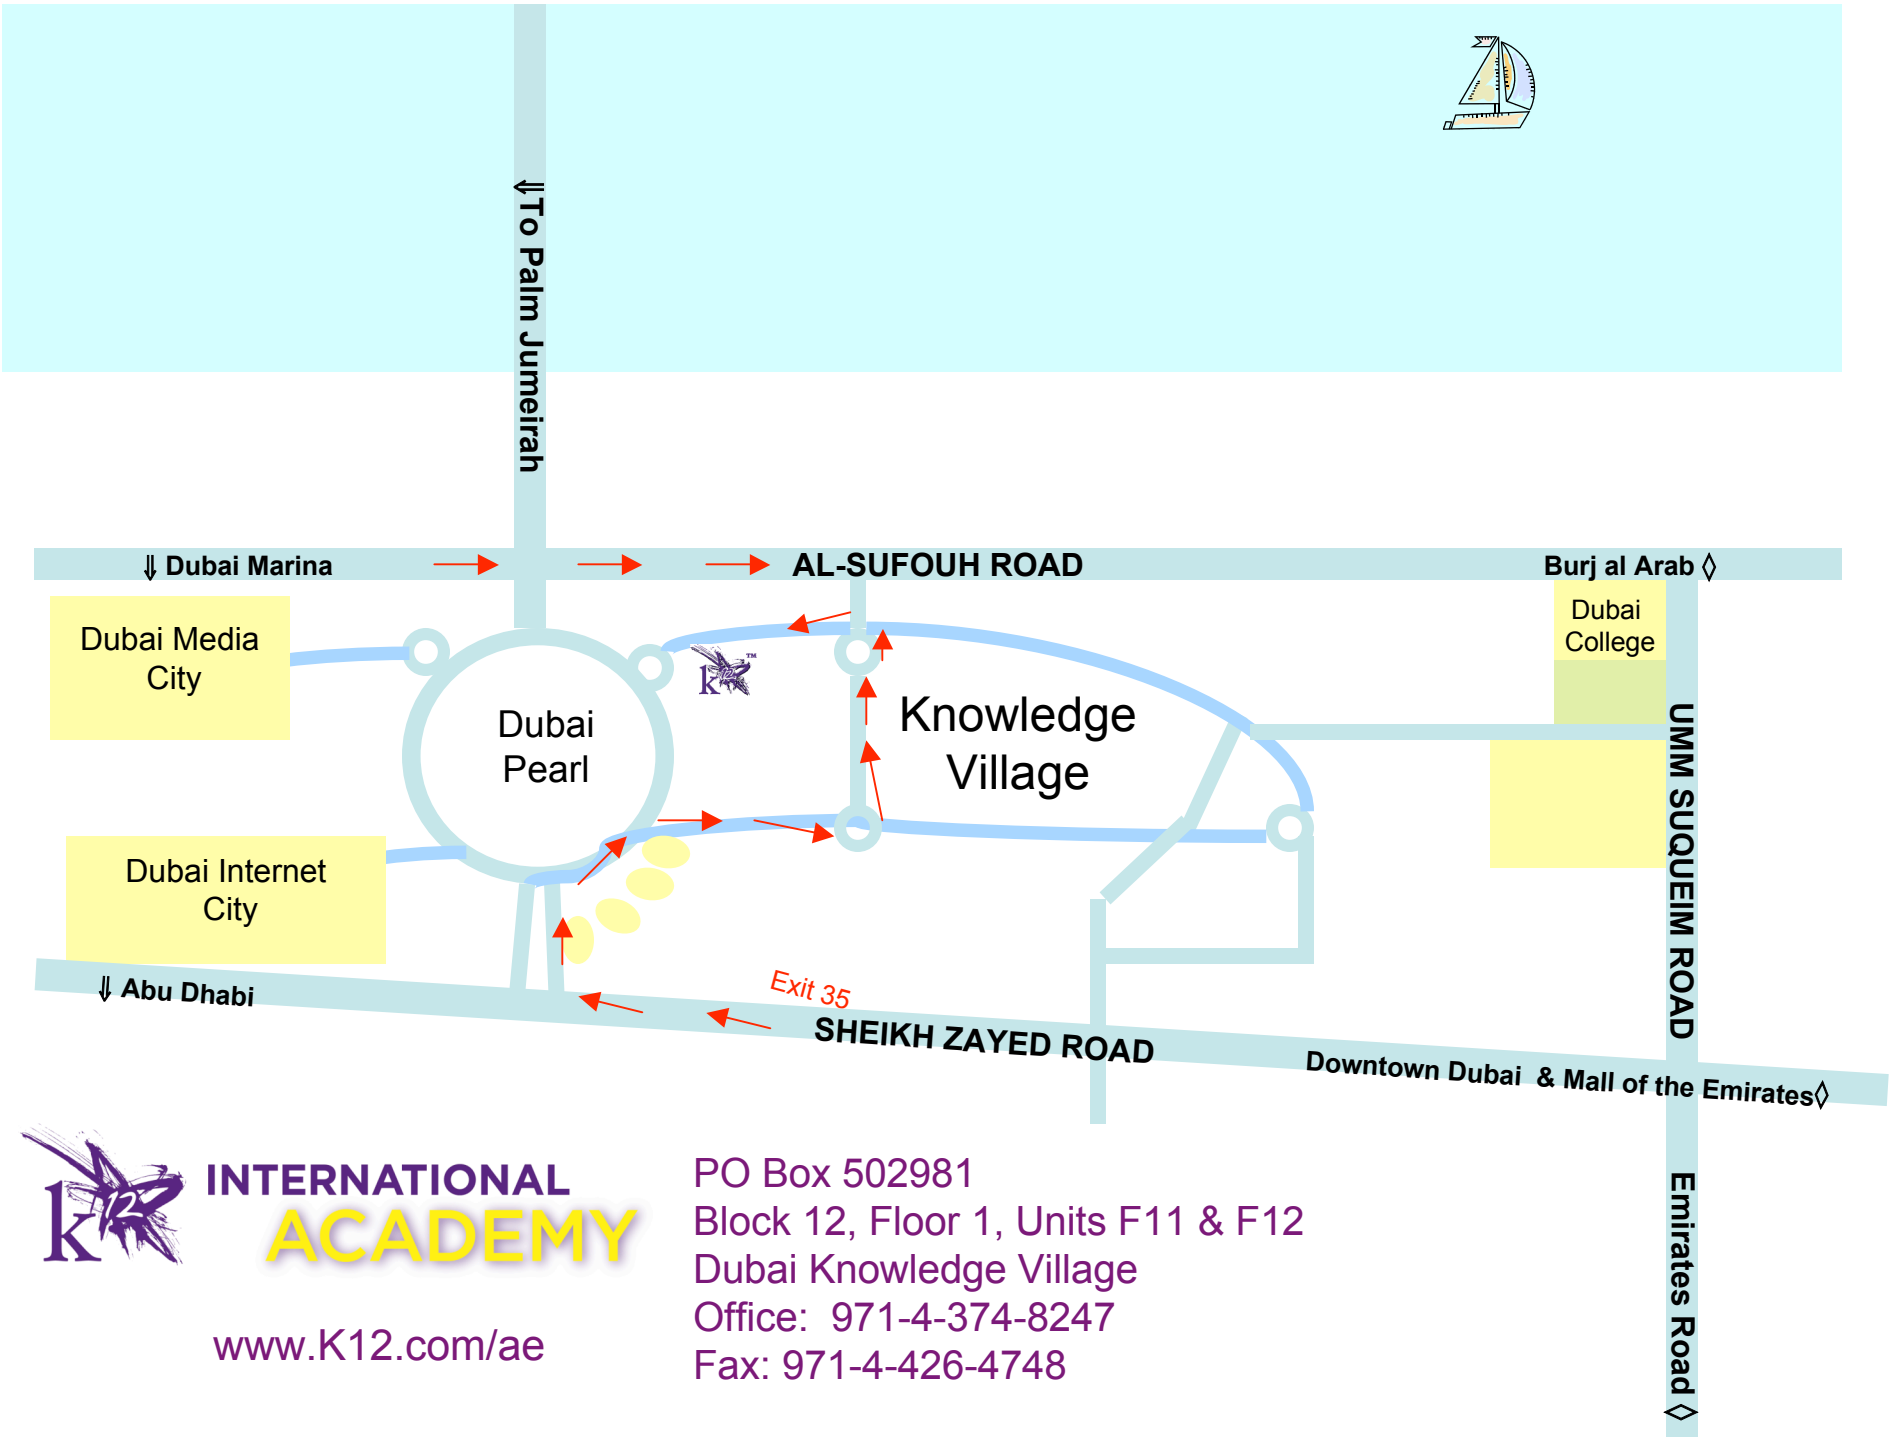 ⇓To Palm Jumeirah
⇓ Dubai Marina
AL-SUFOUH ROAD
Burj al Arab ◊
Dubai Media
City
Dubai
College
k12™
Dubai
Pearl
Knowledge
Village
UMM SUQUEIM ROAD
Dubai Internet
City
⇓ Abu Dhabi
Exit 35
SHEIKH ZAYED ROAD
Downtown Dubai & Mall of the Emirates◊
Emirates Road ◊
k12
INTERNATIONAL
ACADEMY
www.K12.com/ae
PO Box 502981
Block 12, Floor 1, Units F11 & F12
Dubai Knowledge Village
Office: 971-4-374-8247
Fax: 971-4-426-4748